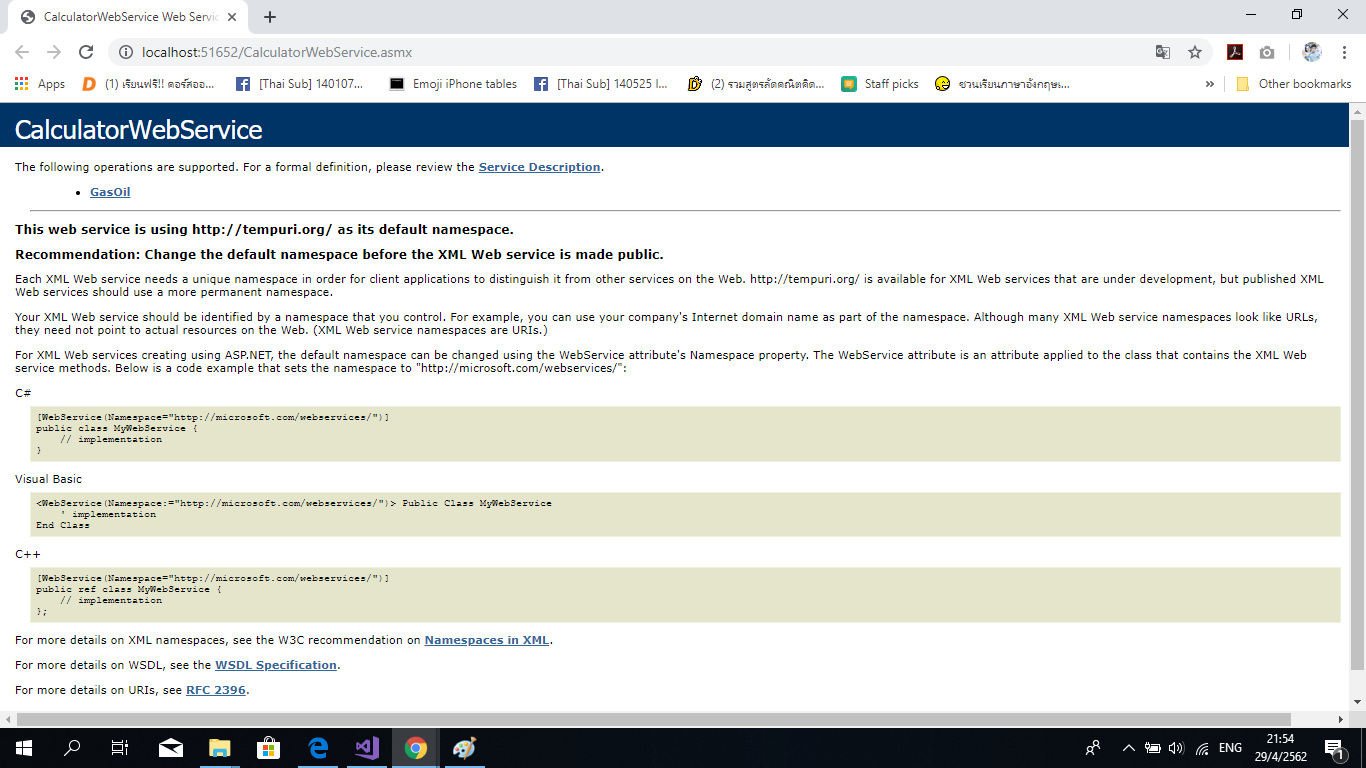 CalculatorWebService Web Servic
localhost:51652/CalculatorWebService.asmx
Apps
(1) เรียนฟรี!! คอร์สออ...
[Thai Sub] 140107...
Emoji iPhone tables
[Thai Sub] 140525 I...
(2) รวมสูตรลัดคณิตคิด...
Staff picks
ชวนเรียนภาษาอังกฤษ...
»
Other bookmarks
CalculatorWebService
The following operations are supported. For a formal definition, please review the Service Description.
• GasOil
This web service is using http://tempuri.org/ as its default namespace.
Recommendation: Change the default namespace before the XML Web service is made public.
Each XML Web service needs a unique namespace in order for client applications to distinguish it from other services on the Web. http://tempuri.org/ is available for XML Web services that are under development, but published XML
Web services should use a more permanent namespace.
Your XML Web service should be identified by a namespace that you control. For example, you can use your company's Internet domain name as part of the namespace. Although many XML Web service namespaces look like URLs,
they need not point to actual resources on the Web. (XML Web service namespaces are URIs.)
For XML Web services creating using ASP.NET, the default namespace can be changed using the WebService attribute's Namespace property. The WebService attribute is an attribute applied to the class that contains the XML Web
service methods. Below is a code example that sets the namespace to "http://microsoft.com/webservices/":
C#
[WebService(Namespace="http://microsoft.com/webservices/")]
public class MyWebService {
// implementation
}
Visual Basic
<WebService(Namespace:="http://microsoft.com/webservices/")> Public Class MyWebService
' implementation
End Class
C++
[WebService(Namespace="http://microsoft.com/webservices/")]
public ref class MyWebService {
// implementation
};
For more details on XML namespaces, see the W3C recommendation on Namespaces in XML.
For more details on WSDL, see the WSDL Specification.
For more details on URIs, see RFC 2396.
ENG
21:54
29/4/2562
1